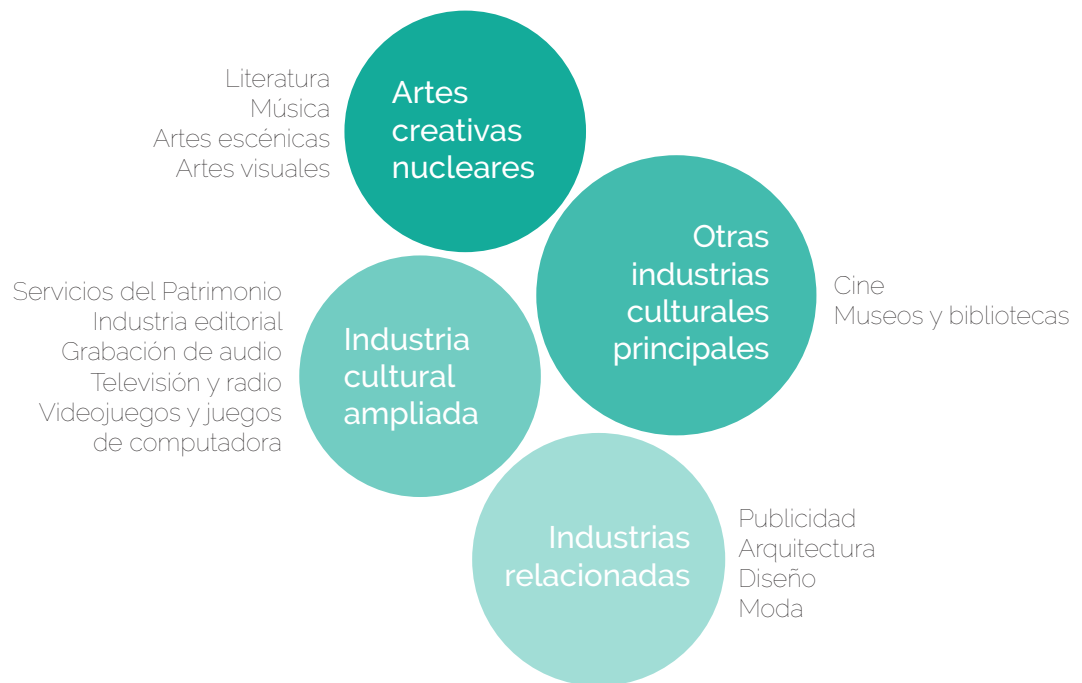 Literatura
Música
Artes escénicas
Artes visuales
Artes
creativas
nucleares
Otras
industrias
culturales
principales
Cine
Museos y bibliotecas
Servicios del Patrimonio
Industria editorial
Grabación de audio
Televisión y radio
Videojuegos y juegos
de computadora
Industria
cultural
ampliada
Industrias
relacionadas
Publicidad
Arquitectura
Diseño
Moda